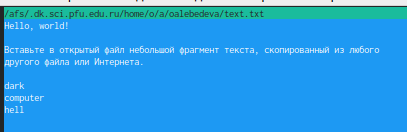 /afs/.dk.sci.pfu.edu.ru/home/o/a/oalebedeva/text.txt
Hello, world!
Вставьте в открытый файл небольшой фрагмент текста, скопированный из любого
другого файла или Интернета.
dark
computer
hell